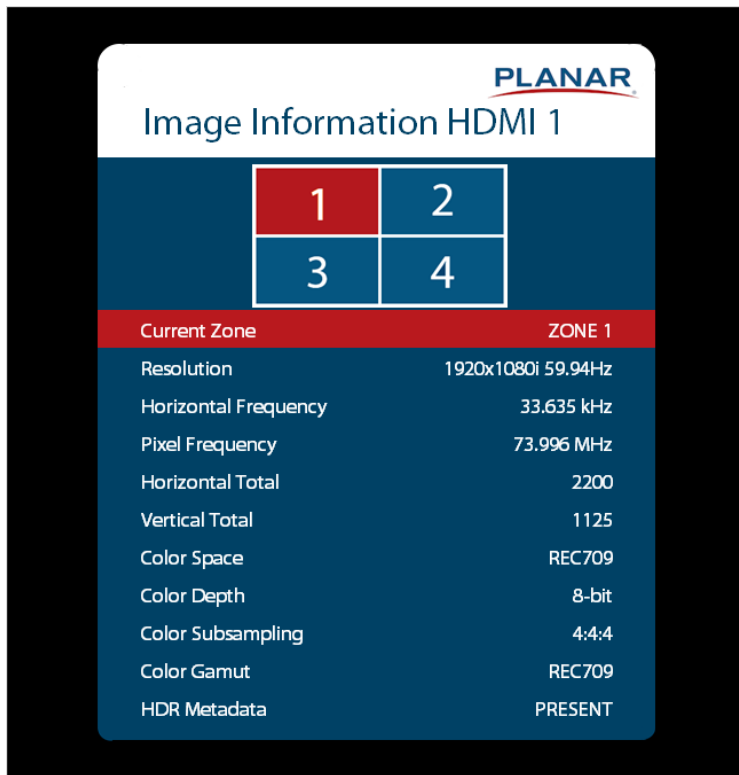 PLANAR
Image Information HDMI 1
1 2
3 4
Current Zone ZONE 1
Resolution 1920x1080i 59.94Hz
Horizontal Frequency 33.635 kHz
Pixel Frequency 73.996 MHz
Horizontal Total 2200
Vertical Total 1125
Color Space REC709
Color Depth 8-bit
Color Subsampling 4:4:4
Color Gamut REC709
HDR Metadata PRESENT